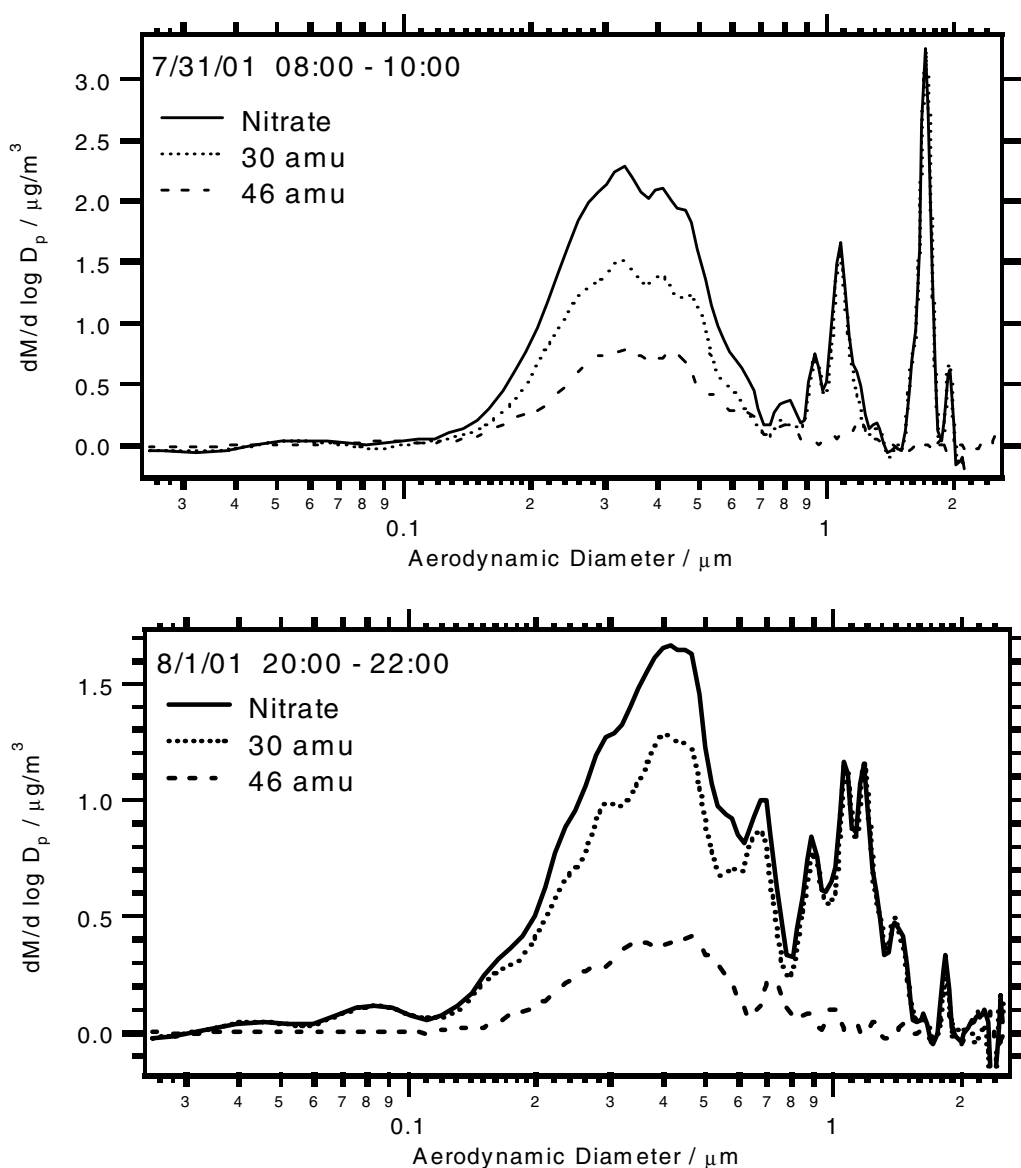 7/31/01 08:00 - 10:00
Nitrate
30 amu
46 amu
3.0
2.5
2.0
1.5
1.0
0.5
0.0
dM/d log Dp / μg/m3
3 4 5 6 7 8 9 2 3 4 5 6 7 8 9 2
0.1 1
Aerodynamic Diameter / μm
8/1/01 20:00 - 22:00
Nitrate
30 amu
46 amu
1.5
1.0
0.5
0.0
dM/d log Dp / μg/m3
3 4 5 6 7 8 9 2 3 4 5 6 7 8 9 2
0.1 1
Aerodynamic Diameter / μm